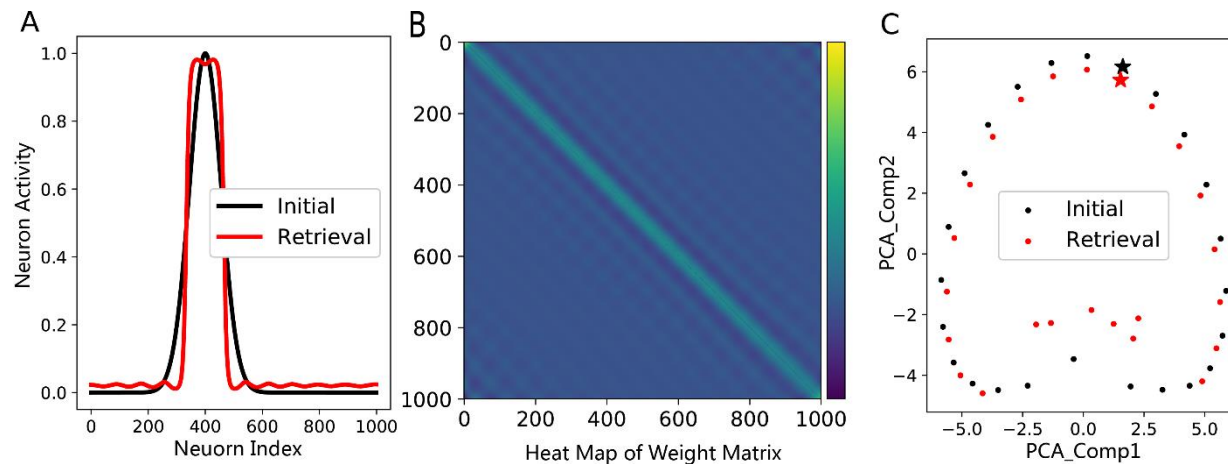 A
1.0
0.8
0.6
0.4
0.2
0.0
Neuron Activity
Initial
Retrieval
0 200 400 600 800 1000
Neuorn Index
B
0
200
400
600
800
1000
0 200 400 600 800 1000
Heat Map of Weight Matrix
C
6
4
2
0
−2
−4
PCA_Comp2
Initial
Retrieval
−5.0 −2.5 0.0 2.5 5.0
PCA_Comp1